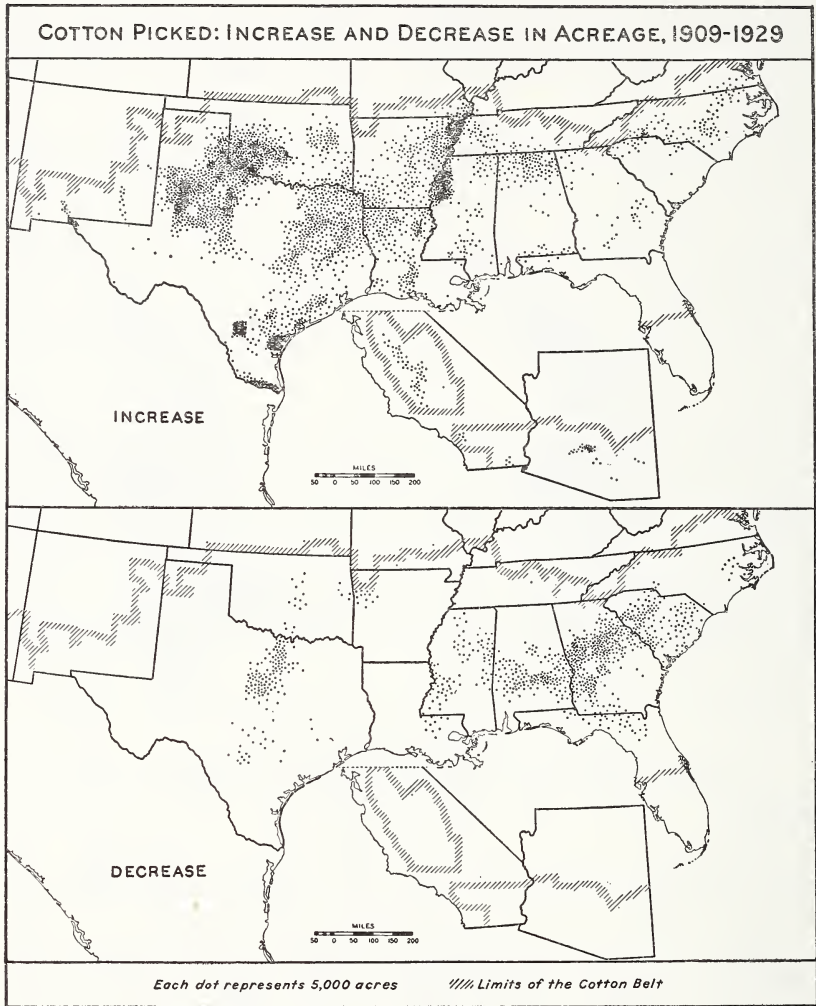 COTTON PICKED: INCREASE AND DECREASE IN ACREAGE, 1909-1929
INCREASE
MILES
50 0 50 100 150 200
DECREASE
MILES
50 0 50 100 150 200
Each dot represents 5,000 acres
Limits of the Cotton Belt